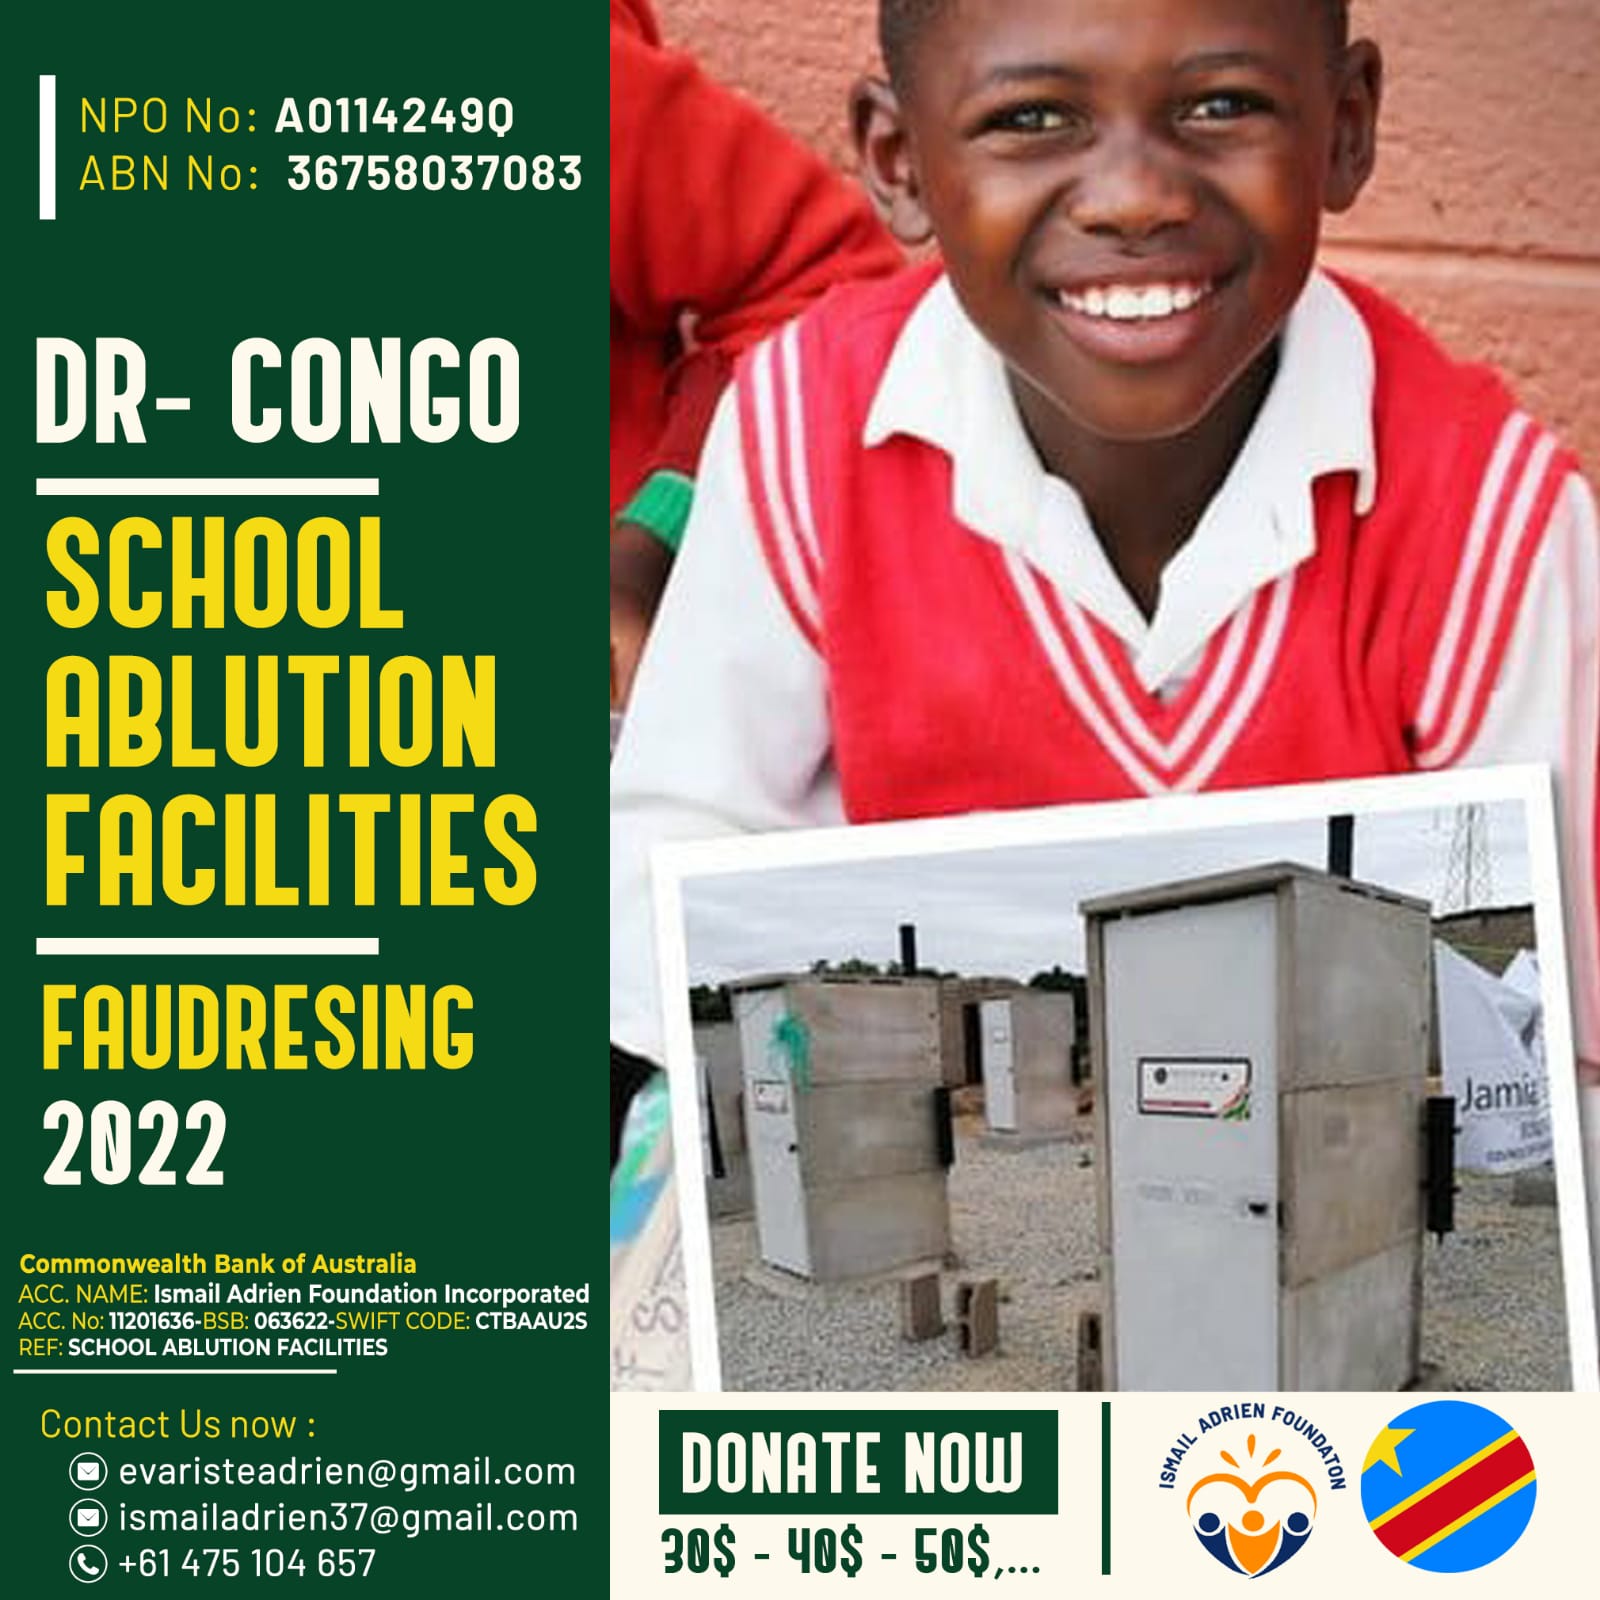 NPO No: A0114249Q
ABN No: 36758037083
DR- CONGO
SCHOOL
ABLUTION
FACILITIES
FAUDRESING
2022
Commonwealth Bank of Australia
ACC. NAME: Ismail Adrien Foundation Incorporated
ACC. No: 11201636-BSB: 063622-SWIFT CODE: CTBAAU2S
REF: SCHOOL ABLUTION FACILITIES
Contact Us now :
evaristeadrien@gmail.com
ismailadrien37@gmail.com
+61 475 104 657
Jamia
DONATE NOW
30$ - 40$ - 50$,...
ISMAIL ADRIEN FOUNDATON